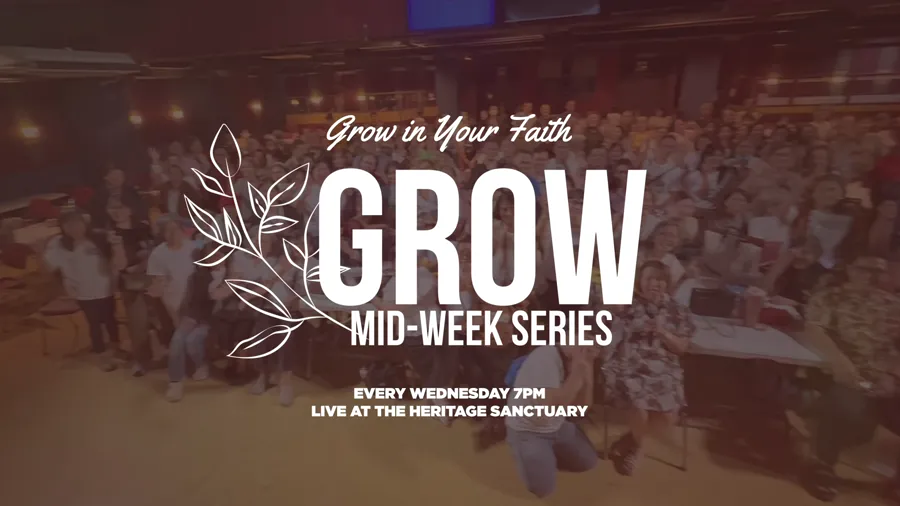 Grow in Your Faith
GROW
MID-WEEK SERIES
EVERY WEDNESDAY 7PM
LIVE AT THE HERITAGE SANCTUARY